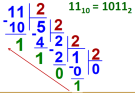 11₁₀ = 1011₂
-11 | 2
10 -5 | 2
1 4 -2 | 2
1 2 -1 | 2
0 0 0
1